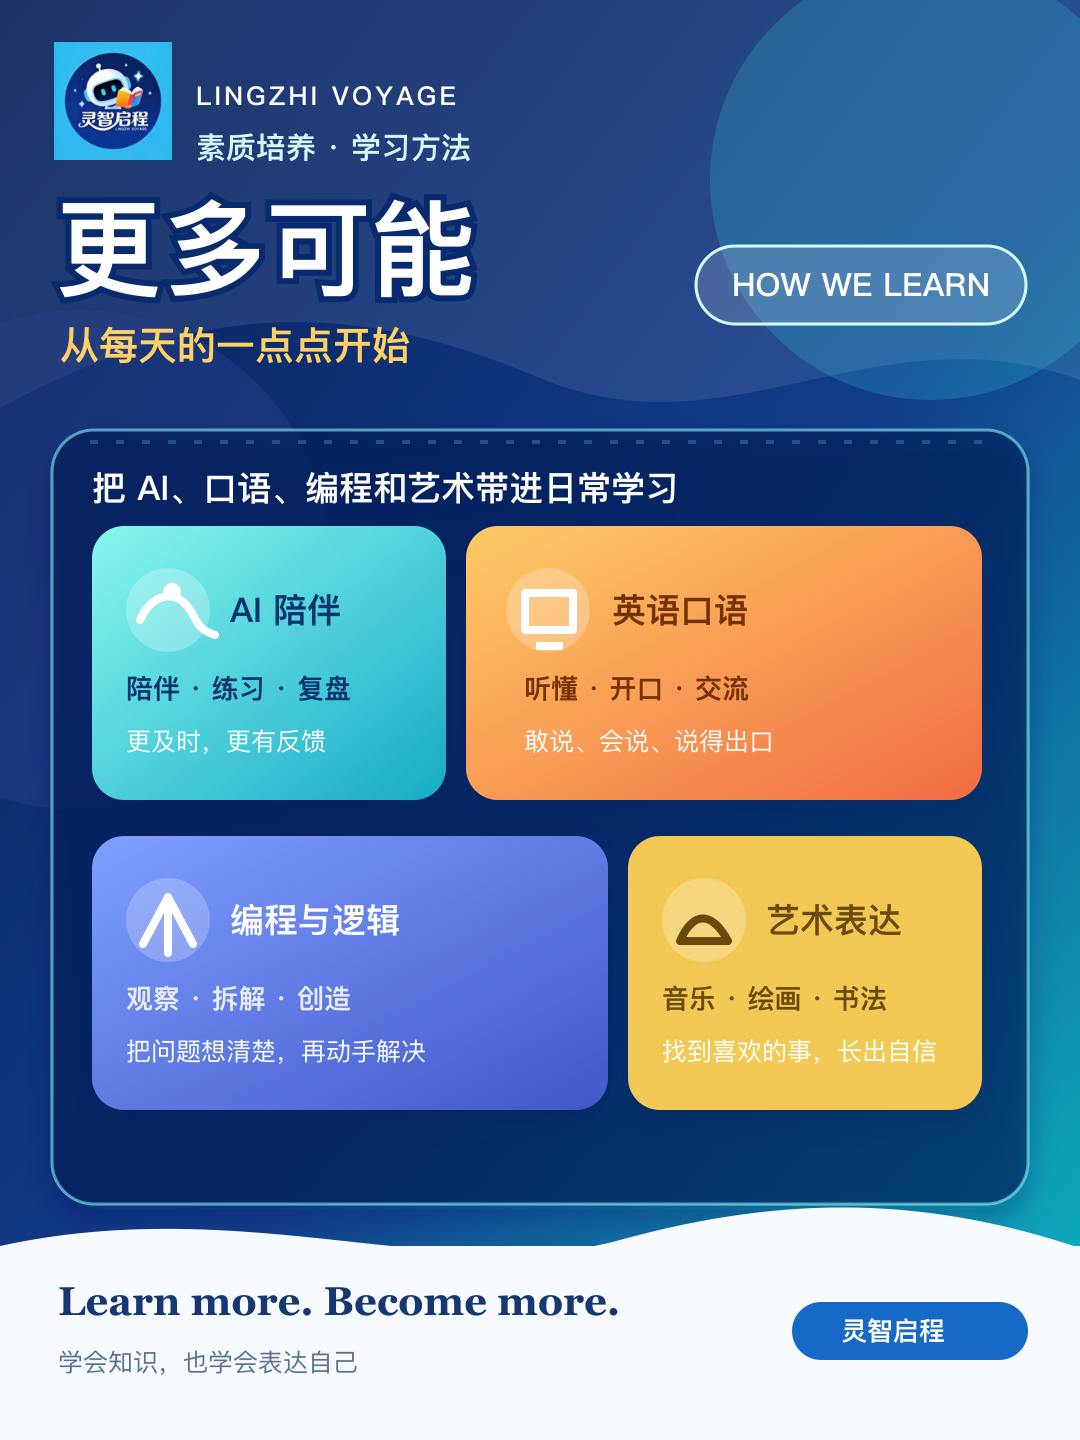 灵智启程
LINGZHI VOYAGE
LINGZHI VOYAGE
素质培养 · 学习方法
更多可能
HOW WE LEARN
从每天的一点点开始
把 AI、口语、编程和艺术带进日常学习
AI 陪伴
陪伴 · 练习 · 复盘
更及时，更有反馈
英语口语
听懂 · 开口 · 交流
敢说、会说、说得出口
编程与逻辑
观察 · 拆解 · 创造
把问题想清楚，再动手解决
艺术表达
音乐 · 绘画 · 书法
找到喜欢的事，长出自信
Learn more. Become more.
学会知识，也学会表达自己
灵智启程